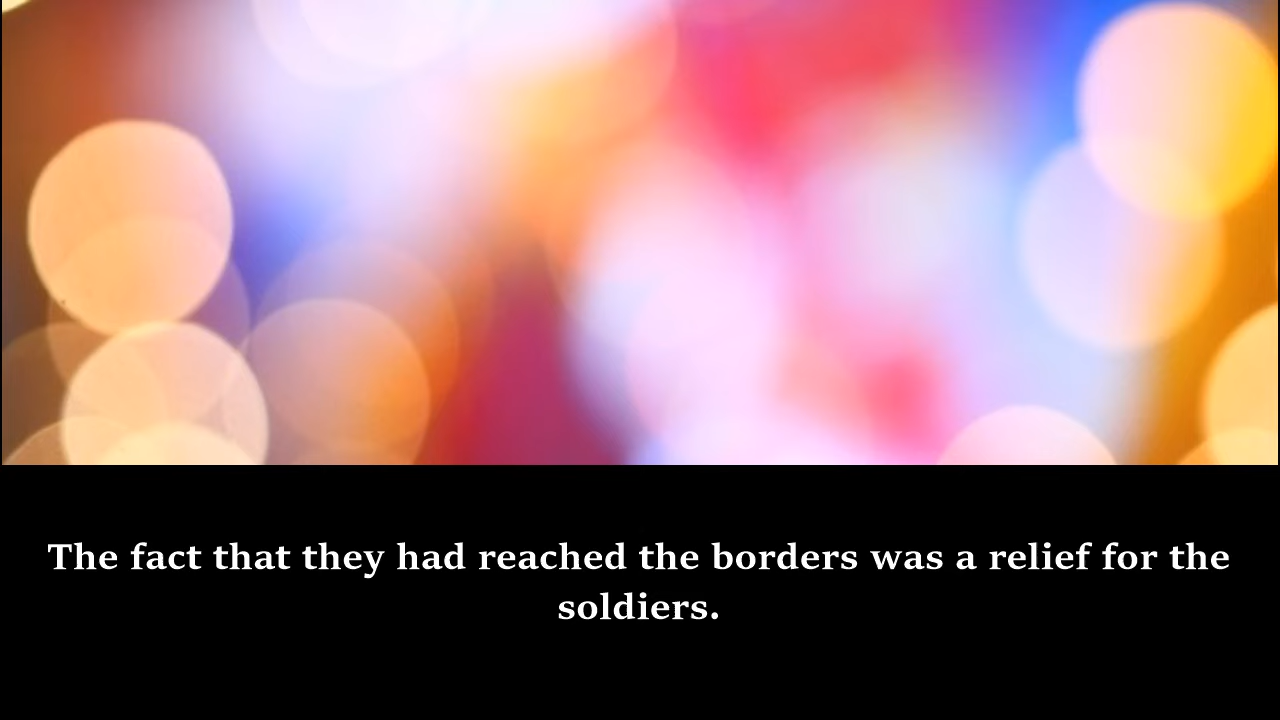 The fact that they had reached the borders was a relief for the
soldiers.